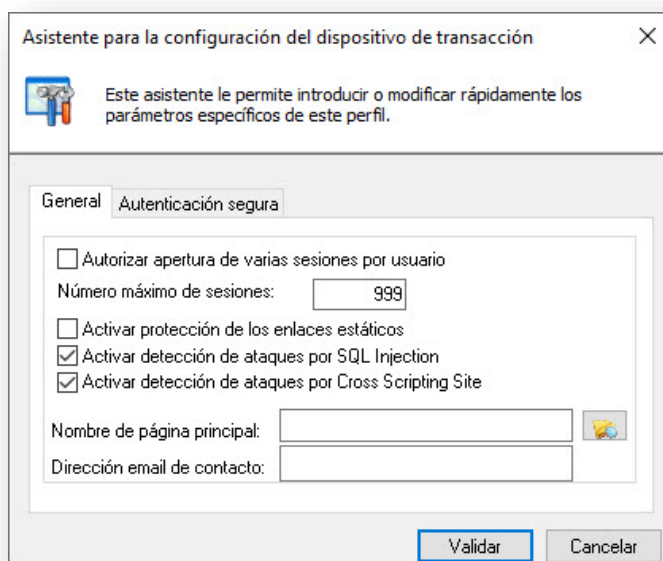 Asistente para la configuración del dispositivo de transacción
Este asistente le permite introducir o modificar rápidamente los
parámetros específicos de este perfil.
General
Autenticación segura
Autorizar apertura de varias sesiones por usuario
Número máximo de sesiones: 999
Activar protección de los enlaces estáticos
Activar detección de ataques por SQL Injection
Activar detección de ataques por Cross Scripting Site
Nombre de página principal:
Dirección email de contacto:
Validar
Cancelar